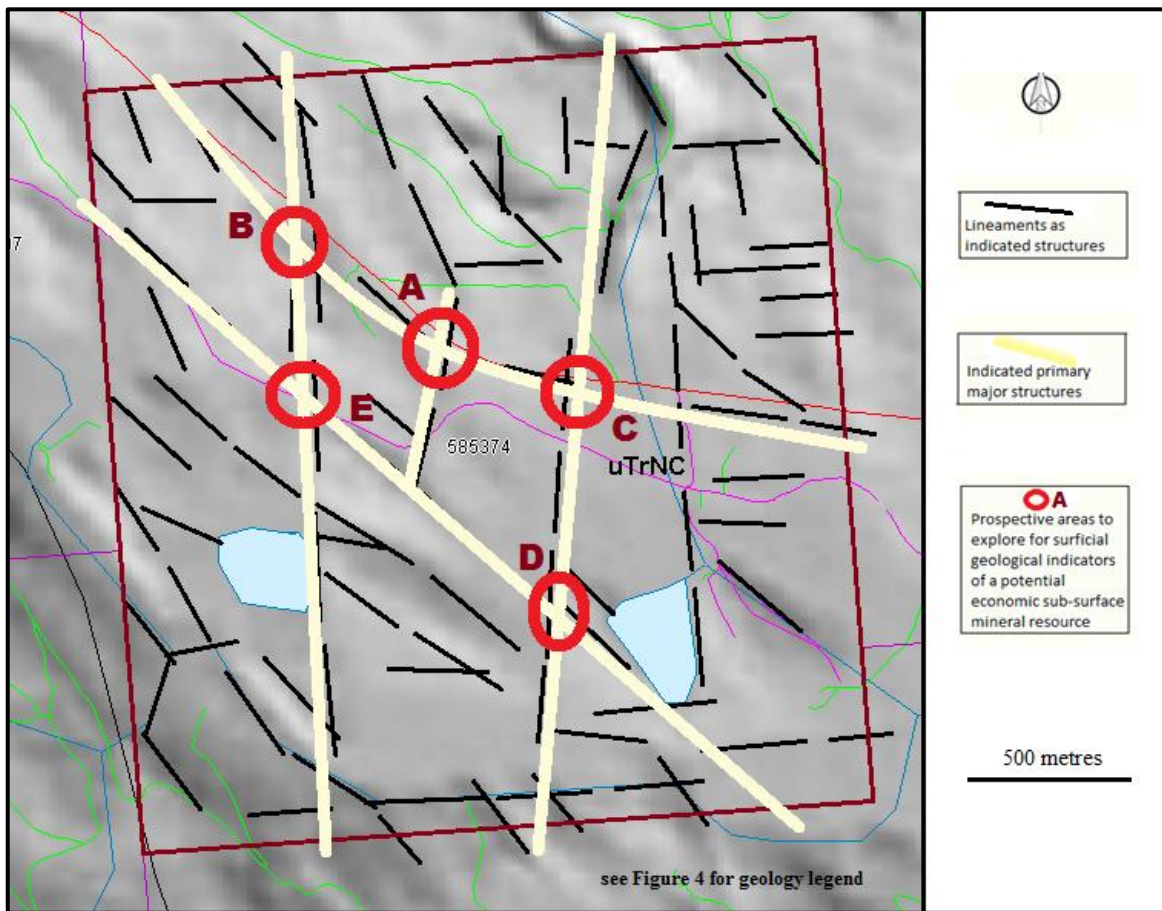 B
A
E
C
D
07
585374
uTrNC
see Figure 4 for geology legend
Lineaments as
indicated structures
Indicated primary
major structures
A
Prospective areas to
explore for surficial
geological indicators
of a potential
economic sub-surface
mineral resource
500 metres